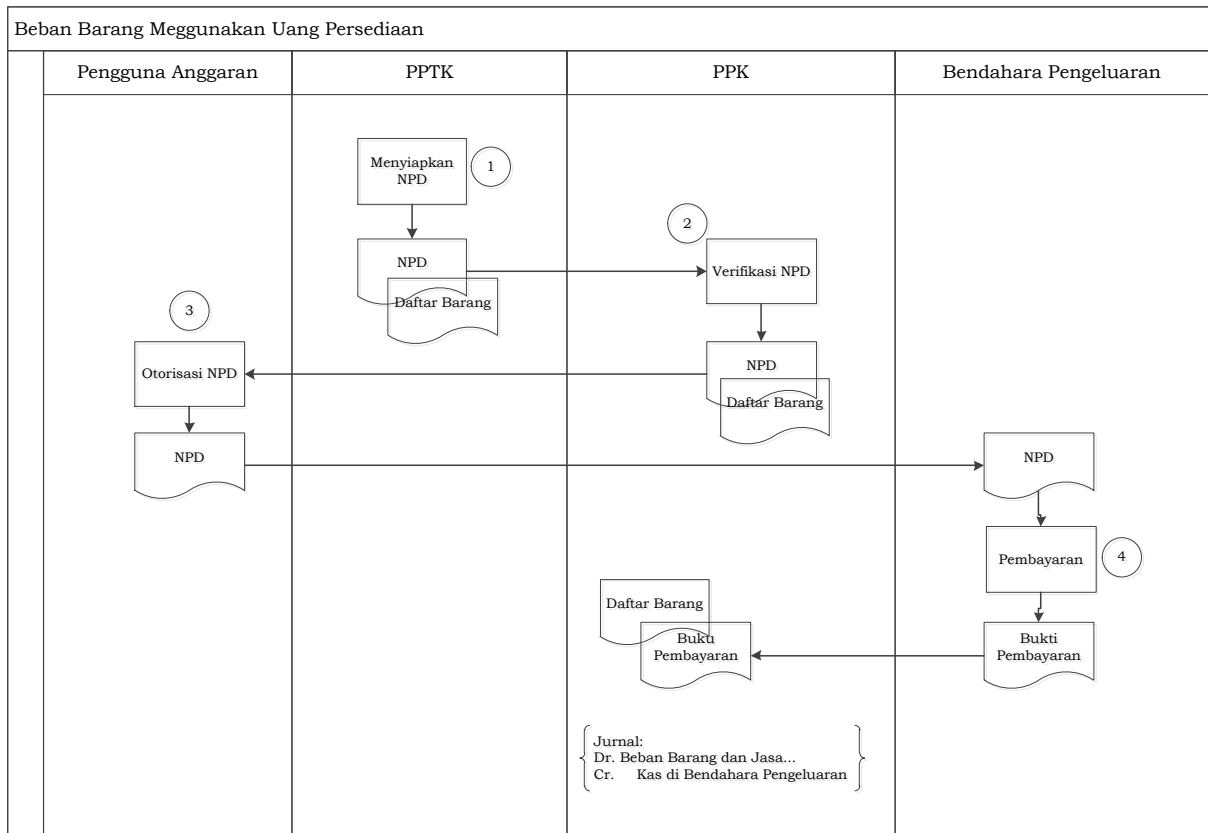 Beban Barang Meggunakan Uang Persediaan
Pengguna Anggaran
PPTK
PPK
Bendahara Pengeluaran
Menyiapkan
NPD
1
NPD
Daftar Barang
2
Verifikasi NPD
NPD
Daftar Barang
3
Otorisasi NPD
NPD
NPD
Pembayaran
4
Bukti
Pembayaran
Daftar Barang
Buku
Pembayaran
Jurnal:
Dr. Beban Barang dan Jasa...
Cr. Kas di Bendahara Pengeluaran